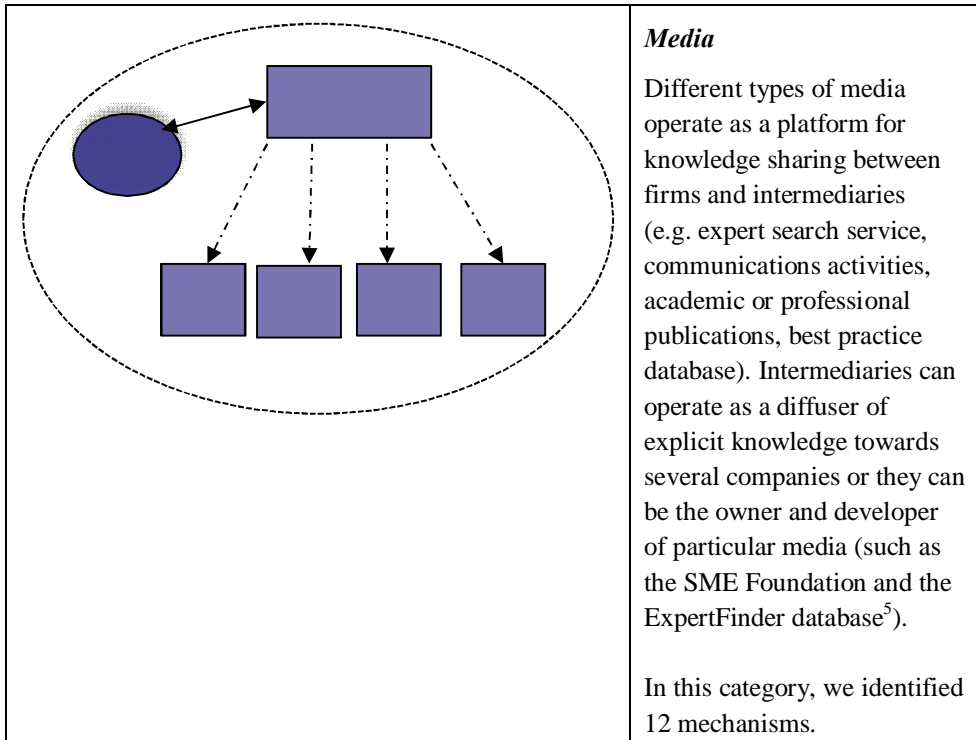 Media
Different types of media
operate as a platform for
knowledge sharing between
firms and intermediaries
(e.g. expert search service,
communications activities,
academic or professional
publications, best practice
database). Intermediaries can
operate as a diffuser of
explicit knowledge towards
several companies or they can
be the owner and developer
of particular media (such as
the SME Foundation and the
ExpertFinder database⁵).
In this category, we identified
12 mechanisms.